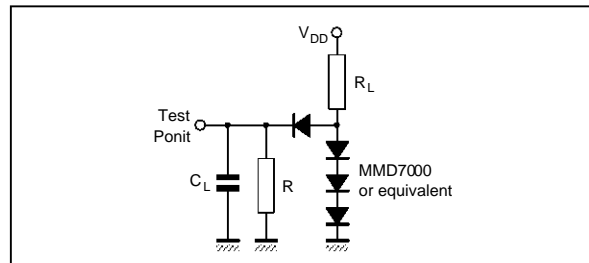 V_DD
R_L
Test
Ponit
C_L
R
MMD7000
or equivalent